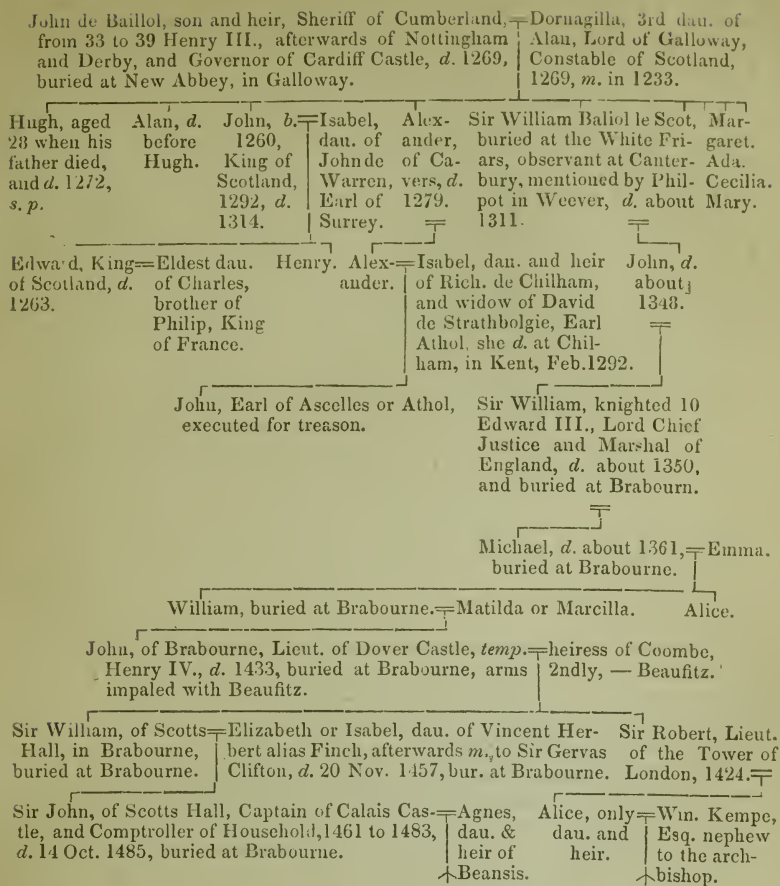 John de Baillol, son and heir, Sheriff of Cumberland,
from 33 to 39 Henry III., afterwards of Nottingham
and Derby, and Governor of Cardiff Castle, d. 1269,
buried at New Abbey, in Galloway.
Dornagilla, 3rd dau. of
Alan, Lord of Galloway,
Constable of Scotland,
1269, m. in 1233.
Hugh, aged
28 when his
father died,
and d. 1272,
s. p.
Alan, d.
before
Hugh.
John, b.
1260,
King of
Scotland,
1292, d.
1314.
Isabel,
dau. of
John de
Warren,
Earl of
Surrey.
Alex-
ander,
of Ca-
vers, d.
1279.
Sir William Baliol le Scot,
buried at the White Fri-
ars, observant at Canter-
bury, mentioned by Phil-
pot in Weever, d. about
1311.
Mar-
garet.
Ada.
Cecilia.
Mary.
Edward, King
of Scotland, d.
1263.
Eldest dau.
of Charles,
brother of
Philip, King
of France.
Henry.
Alex-
ander.
Isabel, dau. and heir
of Rich. de Chilham,
and widow of David
de Strathbolgie, Earl
Athol, she d. at Chil-
ham, in Kent, Feb. 1292.
John, d.
about
1348.
John, Earl of Ascelles or Athol,
executed for treason.
Sir William, knighted 10
Edward III., Lord Chief
Justice and Marshal of
England, d. about 1350,
and buried at Brabourn.
Michael, d. about 1361,
buried at Brabourne.
Emma.
William, buried at Brabourne.
Matilda or Marcilla.
Alice.
John, of Brabourne, Lieut. of Dover Castle, temp.
Henry IV., d. 1433, buried at Brabourne, arms
impaled with Beaufitz.
heiress of Coombe,
2ndly, — Beaufitz.
Sir William, of Scotts
Hall, in Brabourne,
buried at Brabourne.
Elizabeth or Isabel, dau. of Vincent Her-
bert alias Finch, afterwards m., to Sir Gervas
Clifton, d. 20 Nov. 1457, bur. at Brabourne.
Sir Robert, Lieut.
of the Tower of
London, 1424.
Sir John, of Scotts Hall, Captain of Calais Cas-
tle, and Comptroller of Household, 1461 to 1483,
d. 14 Oct. 1485, buried at Brabourne.
Agnes,
dau. &
heir of
Beansis.
Alice, only
dau. and
heir.
Wm. Kempe,
Esq. nephew
to the arch-
bishop.